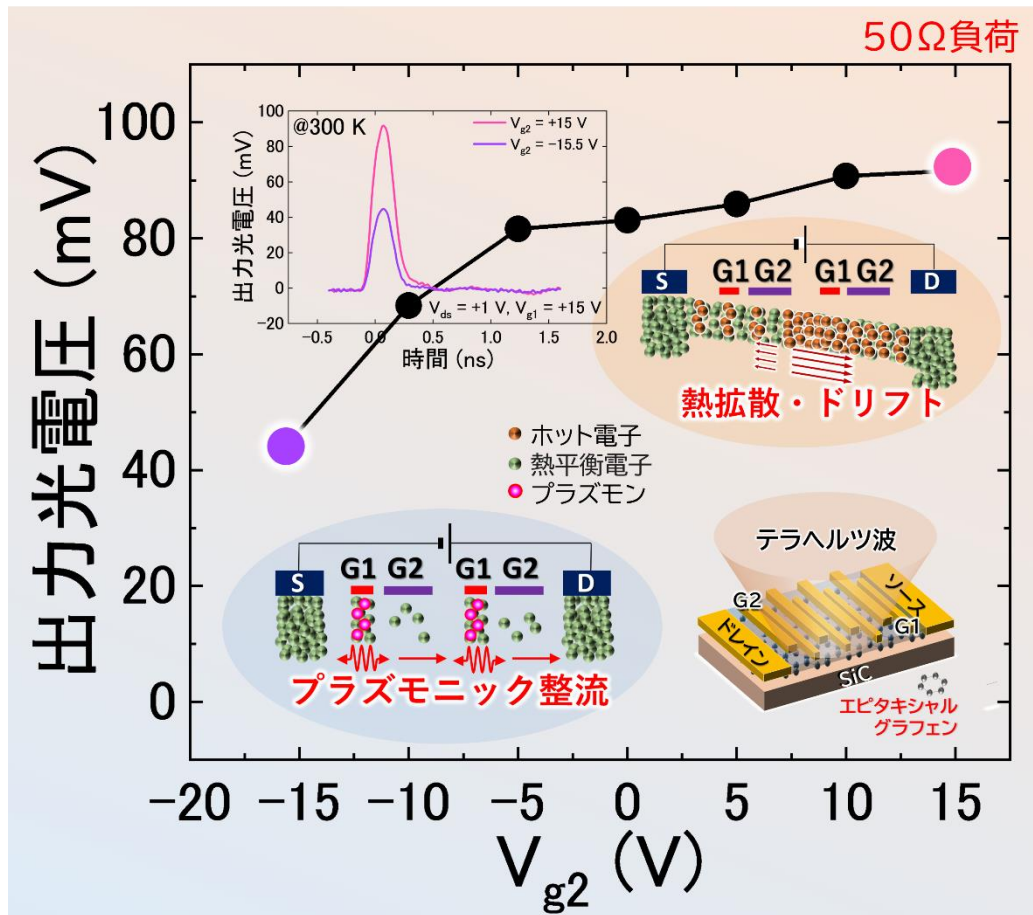 50Ω負荷
出力光電圧 (mV)
100
80
60
40
20
0
−20
−15
−10
−5
0
5
10
15
V_g2 (V)
@300 K
V_g2 = +15 V
V_g2 = −15.5 V
出力光電圧 (mV)
100
80
60
40
20
0
−20
V_ds = +1 V, V_g1 = +15 V
−0.5
0.0
0.5
1.0
1.5
2.0
時間 (ns)
S
G1
G2
G1
G2
D
熱拡散・ドリフト
ホット電子
熱平衡電子
プラズモン
S
G1
G2
G1
G2
D
プラズモニック整流
テラヘルツ波
G2
ソース
G1
ドレイン
SiC
エピタキシャル
グラフェン